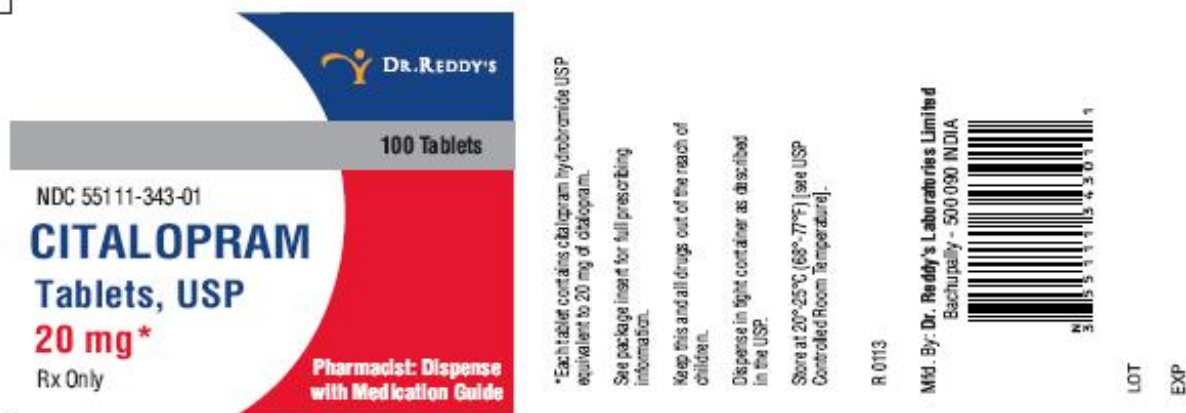 DR.REDDY'S
100 Tablets
NDC 55111-343-01
CITALOPRAM
Tablets, USP
20 mg*
Rx Only
Pharmacist: Dispense
with Medication Guide
*Each tablet contains citalopram hydrobromide USP
equivalent to 20 mg of citalopram.
See package insert for full prescribing
information.
Keep this and all drugs out of the reach of
children.
Dispense in tight container as described
in the USP.
Store at 20°-25°C (68°-77°F) [see USP
Controlled Room Temperature].
R 0113
Mfd. By: Dr. Reddy's Laboratories Limited
Bachupally - 500 090 INDIA
N
3 55111 34301 1
LOT
EXP